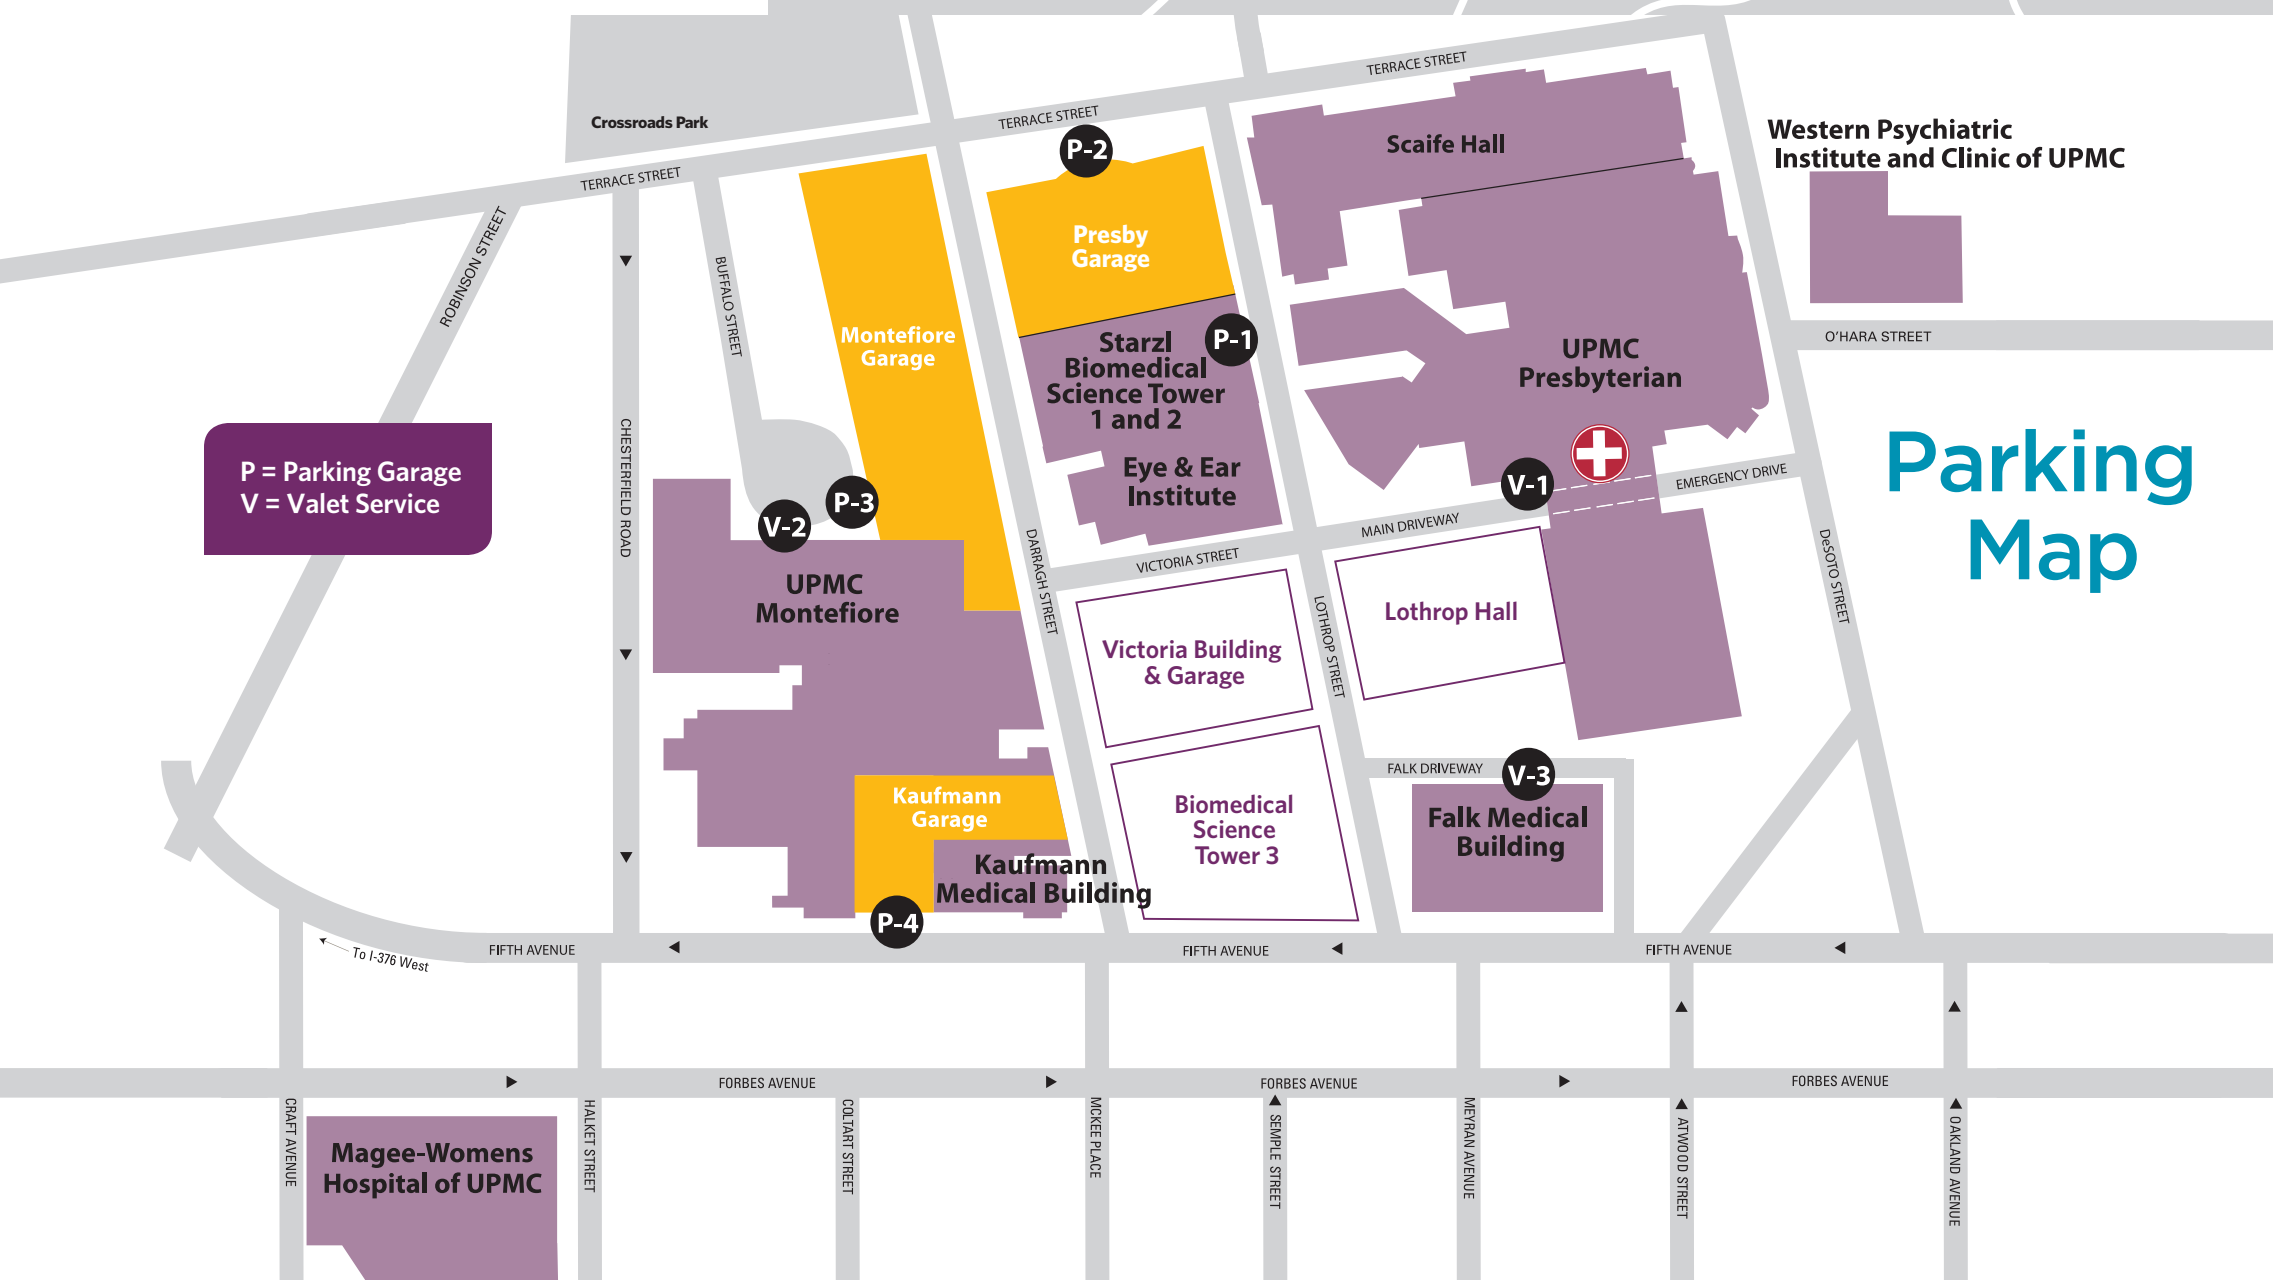 Crossroads Park
TERRACE STREET
TERRACE STREET
TERRACE STREET
P-2
Scaife Hall
Western Psychiatric
Institute and Clinic of UPMC
ROBINSON STREET
BUFFALO STREET
Presby
Garage
Montefiore
Garage
Starzl
Biomedical
Science Tower
1 and 2
P-1
UPMC
Presbyterian
O'HARA STREET
P = Parking Garage
V = Valet Service
CHESTERFIELD ROAD
Eye & Ear
Institute
V-1
EMERGENCY DRIVE
Parking
Map
P-3
V-2
MAIN DRIVEWAY
VICTORIA STREET
DARRAGH STREET
DeSOTO STREET
UPMC
Montefiore
Lothrop Hall
LOTHROP STREET
Victoria Building
& Garage
FALK DRIVEWAY
V-3
Kaufmann
Garage
Biomedical
Science
Tower 3
Falk Medical
Building
Kaufmann
Medical Building
P-4
To I-376 West
FIFTH AVENUE
FIFTH AVENUE
FIFTH AVENUE
FORBES AVENUE
FORBES AVENUE
FORBES AVENUE
CRAFT AVENUE
Magee-Womens
Hospital of UPMC
HALKET STREET
COLTART STREET
MCKEE PLACE
SEMPLE STREET
MEYRAN AVENUE
ATWOOD STREET
OAKLAND AVENUE